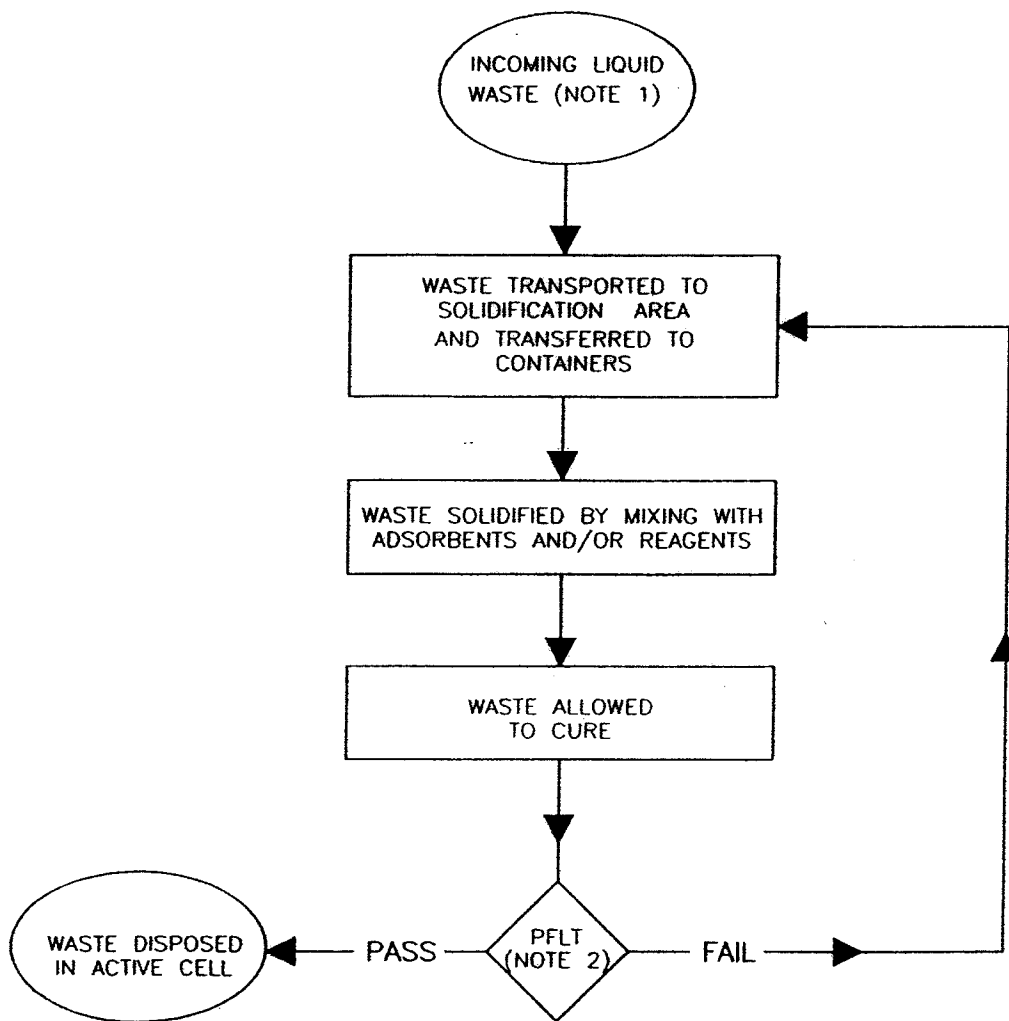 INCOMING LIQUID
WASTE (NOTE 1)
WASTE TRANSPORTED TO
SOLIDIFICATION AREA
AND TRANSFERRED TO
CONTAINERS
WASTE SOLIDIFIED BY MIXING WITH
ADSORBENTS AND/OR REAGENTS
WASTE ALLOWED
TO CURE
PFLT
(NOTE 2)
PASS
FAIL
WASTE DISPOSED
IN ACTIVE CELL